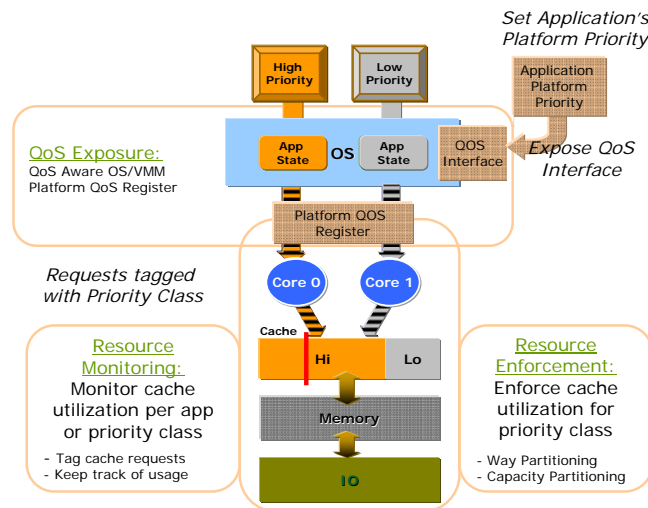 Set Application's
Platform Priority
High
Priority
Low
Priority
Application
Platform
Priority
QoS Exposure:
QoS Aware OS/VMM
Platform QoS Register
App
State
OS
App
State
QOS
Interface
Expose QoS
Interface
Platform QOS
Register
Requests tagged
with Priority Class
Core 0
Core 1
Cache
Hi
Lo
Resource
Monitoring:
Monitor cache
utilization per app
or priority class
- Tag cache requests
- Keep track of usage
Memory
IO
Resource
Enforcement:
Enforce cache
utilization for
priority class
- Way Partitioning
- Capacity Partitioning